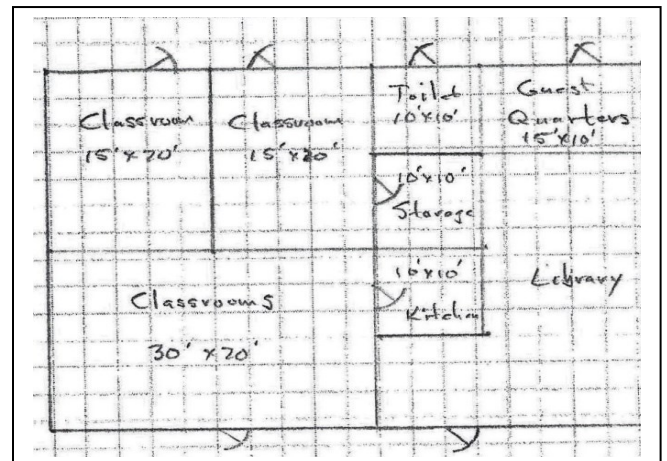 Classroom
15'x20'
Classroom
15'x20'
Toilet
10'x10'
Guest
Quarters
15'x10'
10'x10'
Storage
10'x10'
Kitchen
Library
Classrooms
30' x 20'